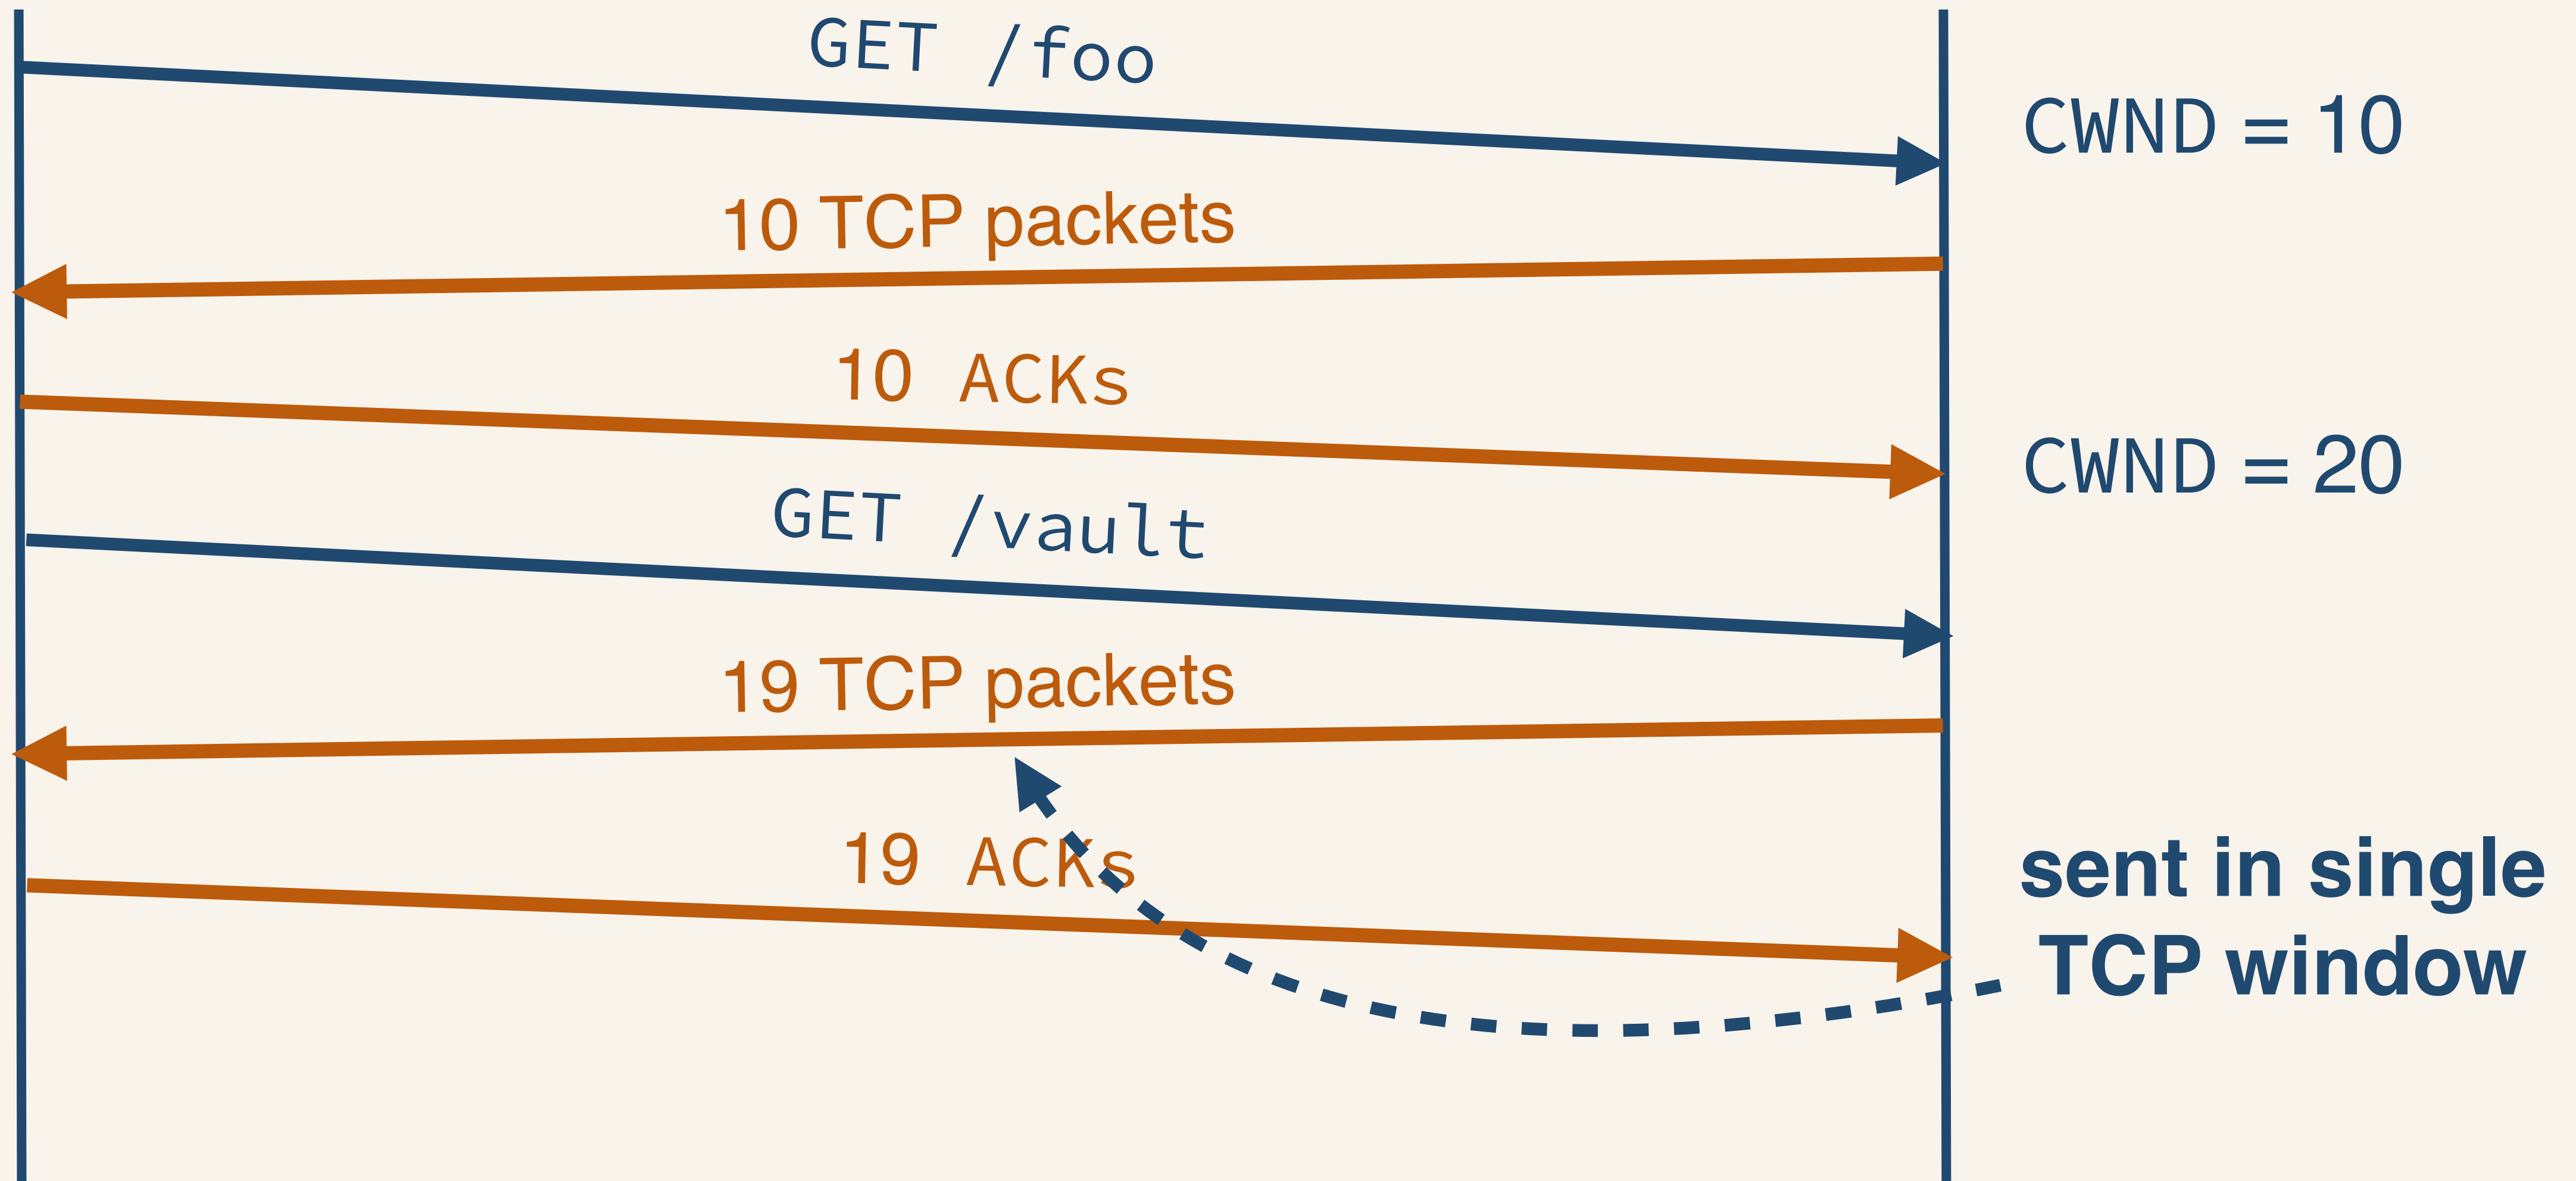 GET /foo
CWND = 10
10 TCP packets
10 ACKs
CWND = 20
GET /vault
19 TCP packets
19 ACKs
sent in single
TCP window